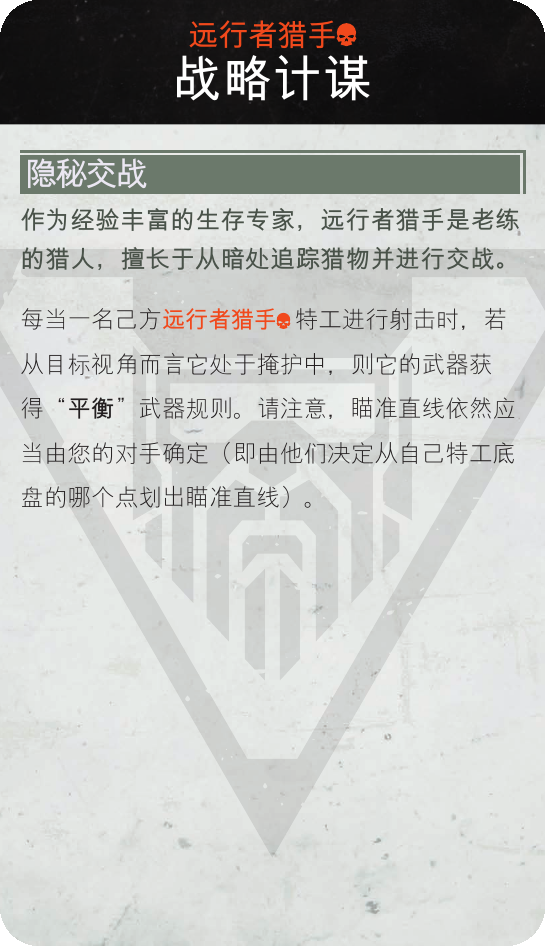 远行者猎手
战略计谋
隐秘交战
作为经验丰富的生存专家，远行者猎手是老练
的猎人，擅长于从暗处追踪猎物并进行交战。
每当一名己方远行者猎手特工进行射击时，若
从目标视角而言它处于掩护中，则它的武器获
得“平衡”武器规则。请注意，瞄准直线依然应
当由您的对手确定（即由他们决定从自己特工底
盘的哪个点划出瞄准直线）。